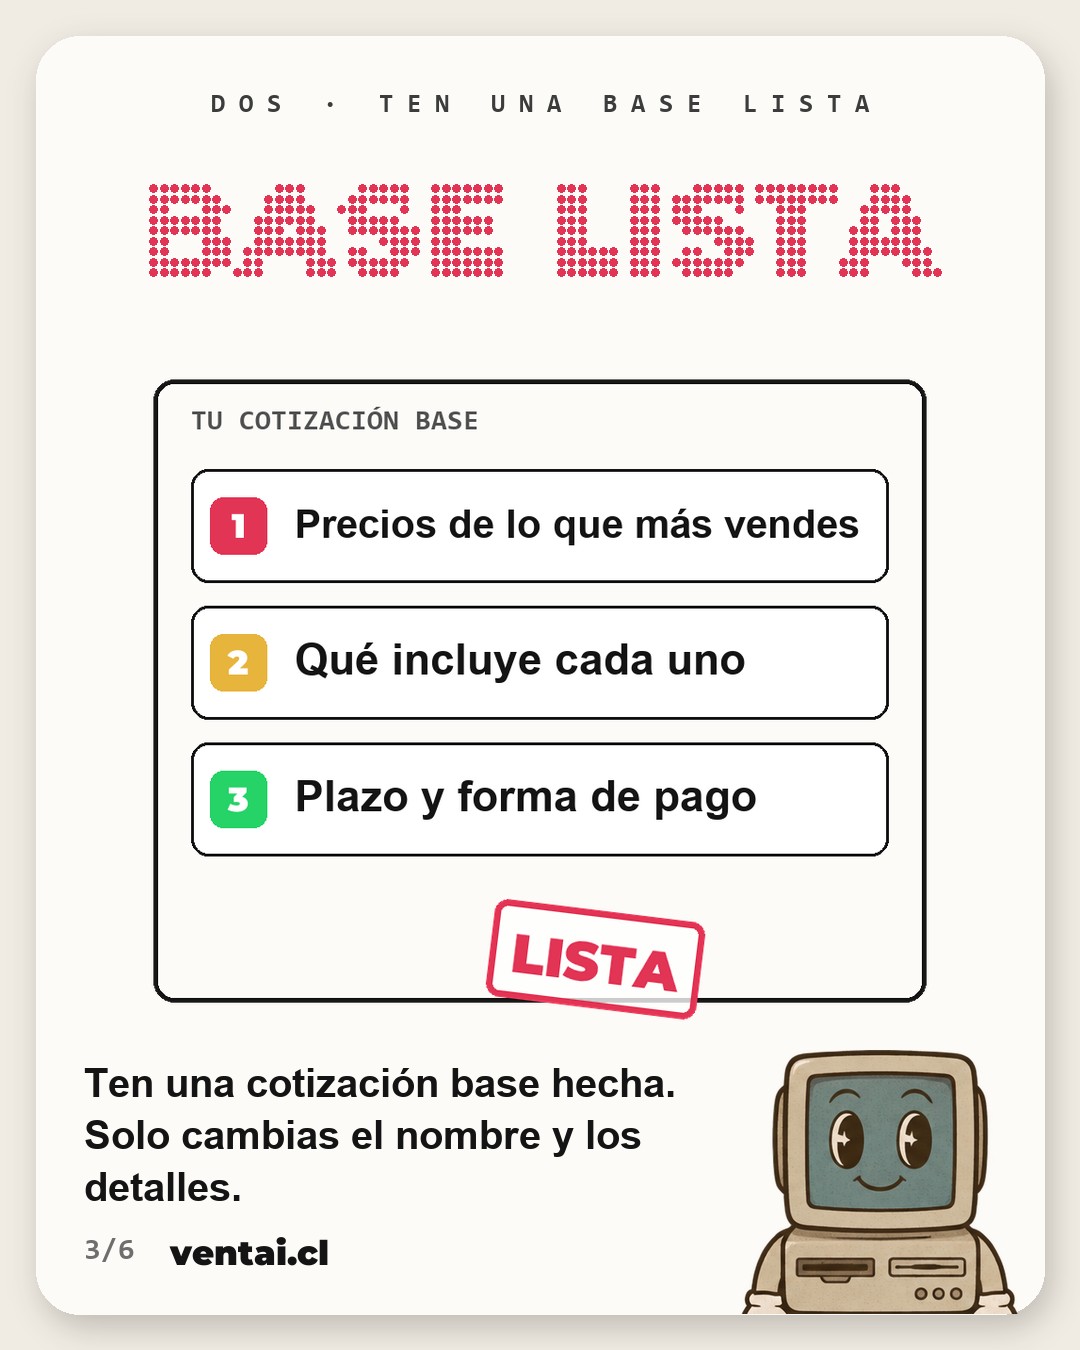 DOS · TEN UNA BASE LISTA
BASE LISTA
TU COTIZACIÓN BASE
1 Precios de lo que más vendes
2 Qué incluye cada uno
3 Plazo y forma de pago
LISTA
Ten una cotización base hecha.
Solo cambias el nombre y los
detalles.
3/6 ventai.cl